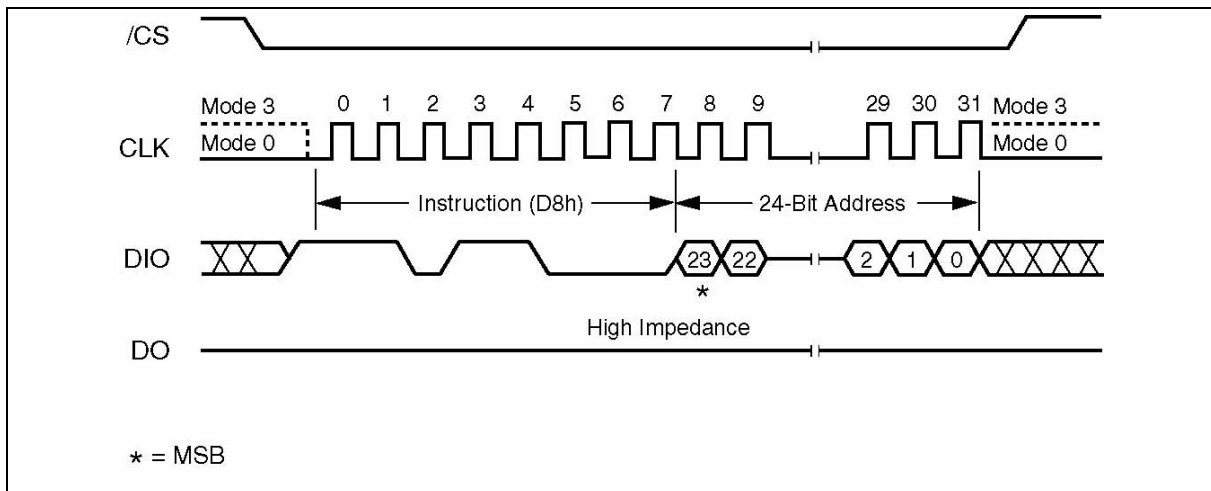 /CS
Mode 3 0 1 2 3 4 5 6 7 8 9 29 30 31 Mode 3
CLK Mode 0 Mode 0
Instruction (D8h) 24-Bit Address
DIO 23 22 2 1 0
*
High Impedance
DO
* = MSB